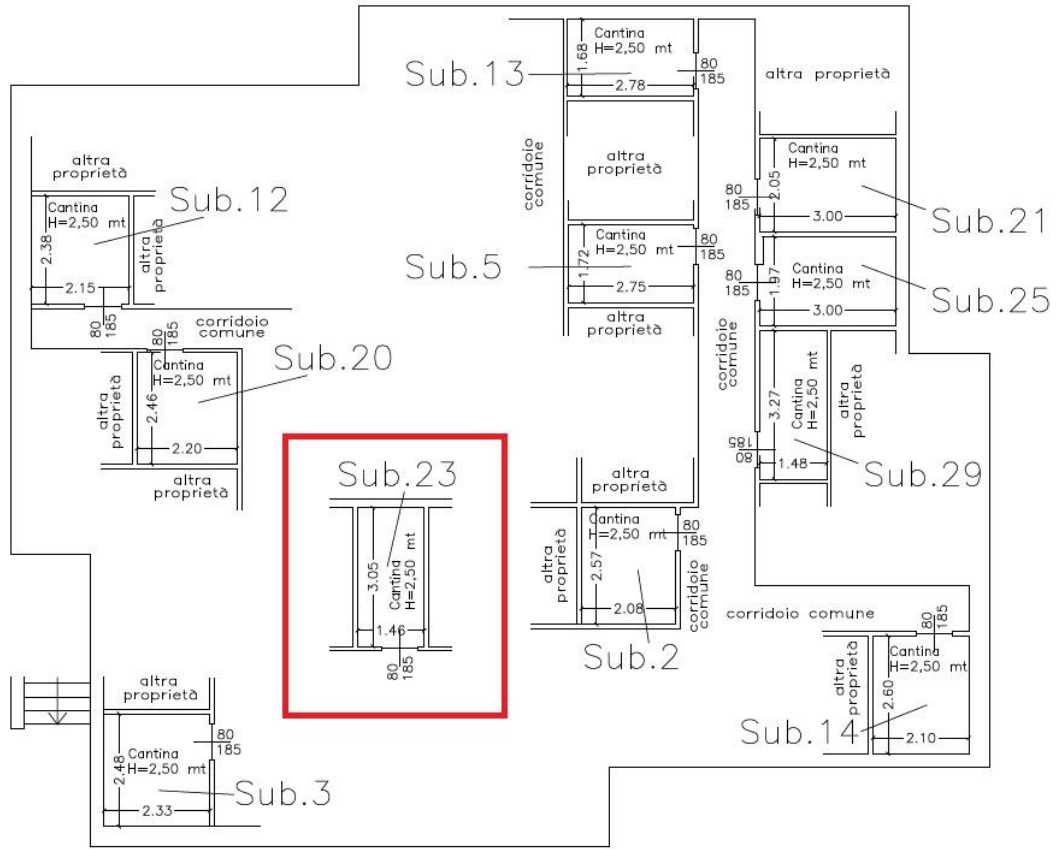 Cantina
H=2,50 mt
1.68
2.78
80
185
Sub.13
altra proprietà
altra
proprietà
corridoio
comune
Cantina
H=2,50 mt
2.05
3.00
80
185
Sub.21
altra
proprietà
Cantina
H=2,50 mt
2.38
2.15
80
185
altra
proprietà
Sub.12
Cantina
H=2,50 mt
1.72
2.75
80
185
Sub.5
altra
proprietà
Cantina
H=2,50 mt
1.97
3.00
80
185
Sub.25
corridoio
comune
Cantina
H=2,50 mt
2.46
2.20
80
185
Sub.20
altra
proprietà
altra
proprietà
corridoio
comune
Cantina
H=2,50 mt
3.27
1.48
80
185
altra
proprietà
Sub.29
Sub.23
Cantina
H=2,50 mt
3.05
1.46
80
185
altra
proprietà
Cantina
H=2,50 mt
2.57
2.08
80
185
altra
proprietà
corridoio
comune
Sub.2
corridoio comune
80
185
Cantina
H=2,50 mt
2.60
2.10
altra
proprietà
Sub.14
altra
proprietà
Cantina
H=2,50 mt
2.48
2.33
80
185
Sub.3